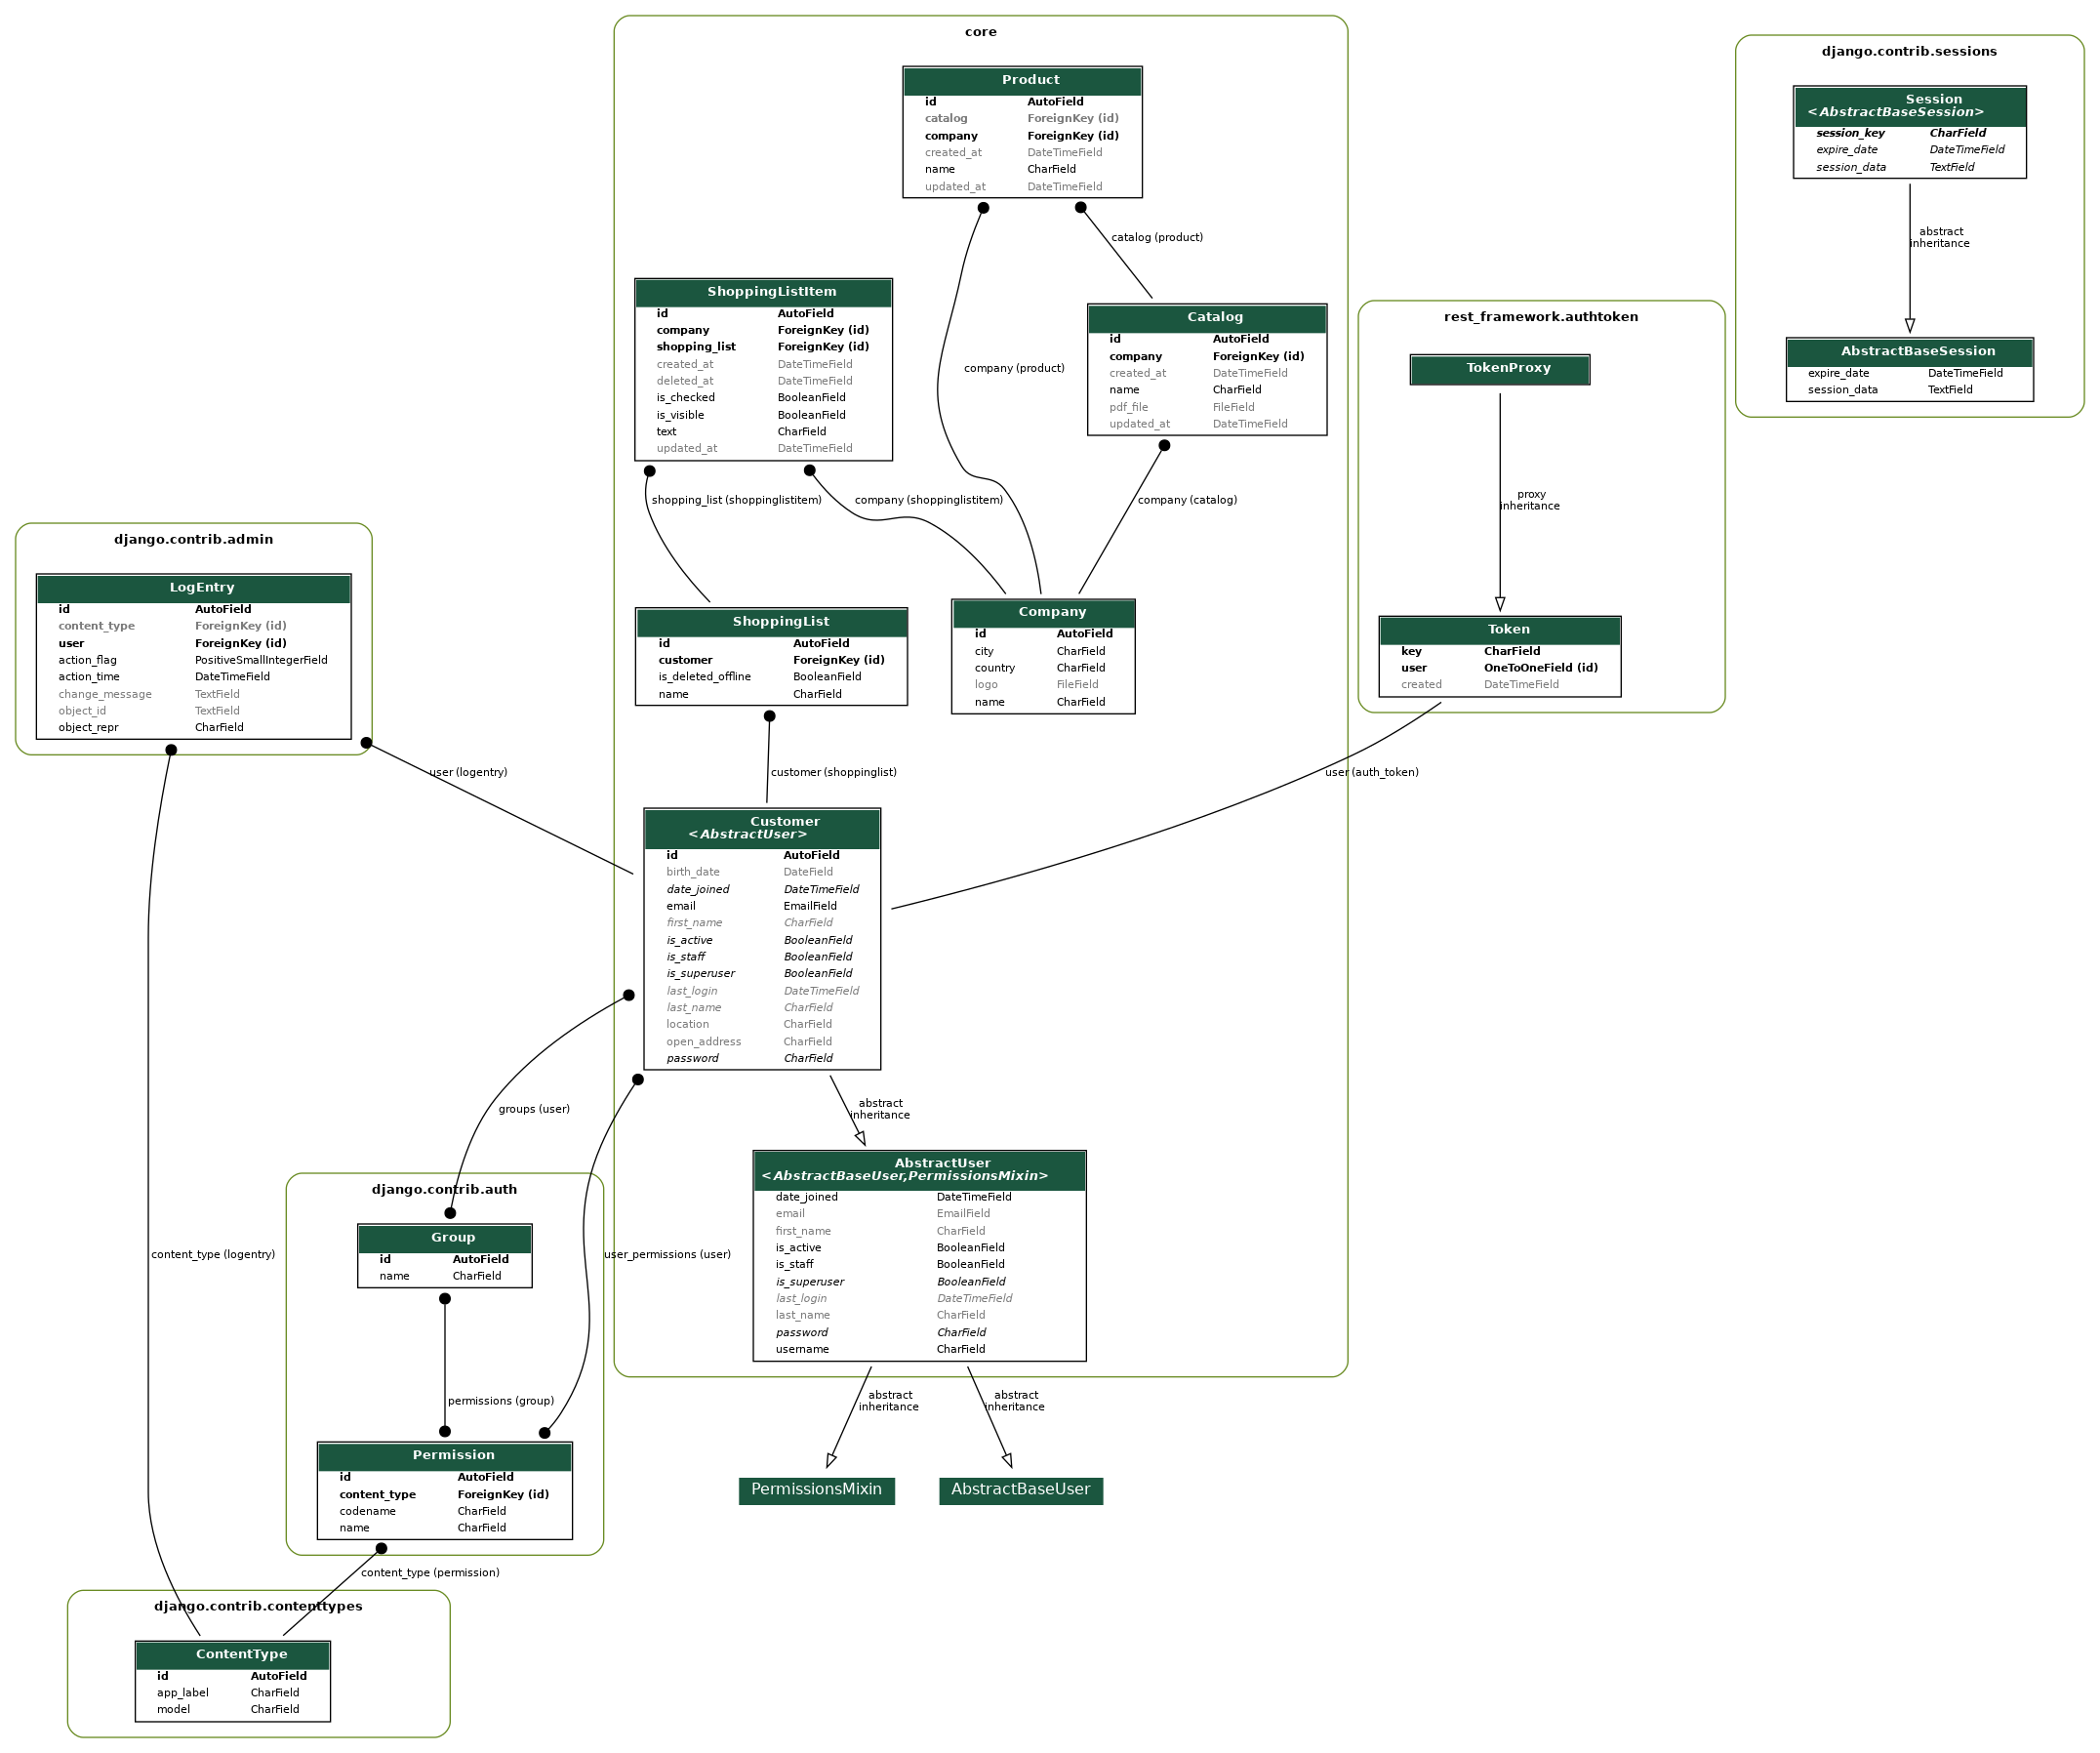 core
Product
id AutoField
catalog ForeignKey (id)
company ForeignKey (id)
created_at DateTimeField
name CharField
updated_at DateTimeField
catalog (product)
company (product)
ShoppingListItem
id AutoField
company ForeignKey (id)
shopping_list ForeignKey (id)
created_at DateTimeField
deleted_at DateTimeField
is_checked BooleanField
is_visible BooleanField
text CharField
updated_at DateTimeField
Catalog
id AutoField
company ForeignKey (id)
created_at DateTimeField
name CharField
pdf_file FileField
updated_at DateTimeField
shopping_list (shoppinglistitem)
company (shoppinglistitem)
company (catalog)
ShoppingList
id AutoField
customer ForeignKey (id)
is_deleted_offline BooleanField
name CharField
Company
id AutoField
city CharField
country CharField
logo FileField
name CharField
customer (shoppinglist)
Customer
<AbstractUser>
id AutoField
birth_date DateField
date_joined DateTimeField
email EmailField
first_name CharField
is_active BooleanField
is_staff BooleanField
is_superuser BooleanField
last_login DateTimeField
last_name CharField
location CharField
open_address CharField
password CharField
abstract
inheritance
AbstractUser
<AbstractBaseUser,PermissionsMixin>
date_joined DateTimeField
email EmailField
first_name CharField
is_active BooleanField
is_staff BooleanField
is_superuser BooleanField
last_login DateTimeField
last_name CharField
password CharField
username CharField
abstract
inheritance
abstract
inheritance
PermissionsMixin
AbstractBaseUser
django.contrib.sessions
Session
<AbstractBaseSession>
session_key CharField
expire_date DateTimeField
session_data TextField
abstract
inheritance
AbstractBaseSession
expire_date DateTimeField
session_data TextField
rest_framework.authtoken
TokenProxy
proxy
inheritance
Token
key CharField
user OneToOneField (id)
created DateTimeField
user (auth_token)
django.contrib.admin
LogEntry
id AutoField
content_type ForeignKey (id)
user ForeignKey (id)
action_flag PositiveSmallIntegerField
action_time DateTimeField
change_message TextField
object_id TextField
object_repr CharField
user (logentry)
content_type (logentry)
groups (user)
user_permissions (user)
django.contrib.auth
Group
id AutoField
name CharField
permissions (group)
Permission
id AutoField
content_type ForeignKey (id)
codename CharField
name CharField
content_type (permission)
django.contrib.contenttypes
ContentType
id AutoField
app_label CharField
model CharField